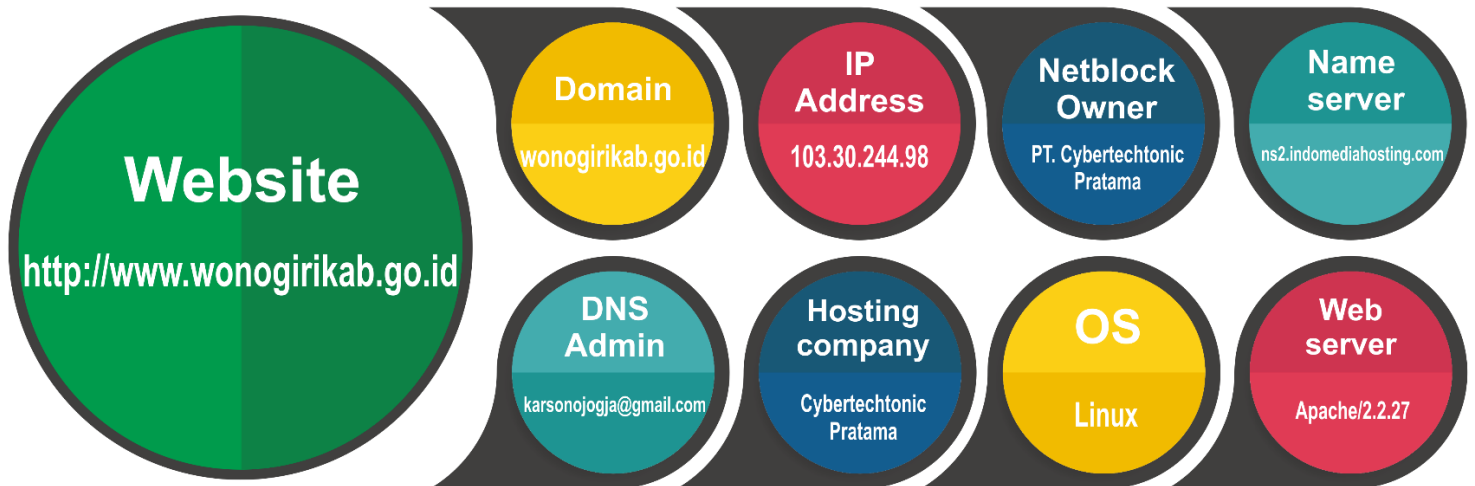 Website
http://www.wonogirikab.go.id
Domain
wonogirikab.go.id
IP
Address
103.30.244.98
Netblock
Owner
PT. Cybertechtonic
Pratama
Name
server
ns2.indomediahosting.com
DNS
Admin
karsonojogja@gmail.com
Hosting
company
Cybertechtonic
Pratama
OS
Linux
Web
server
Apache/2.2.27